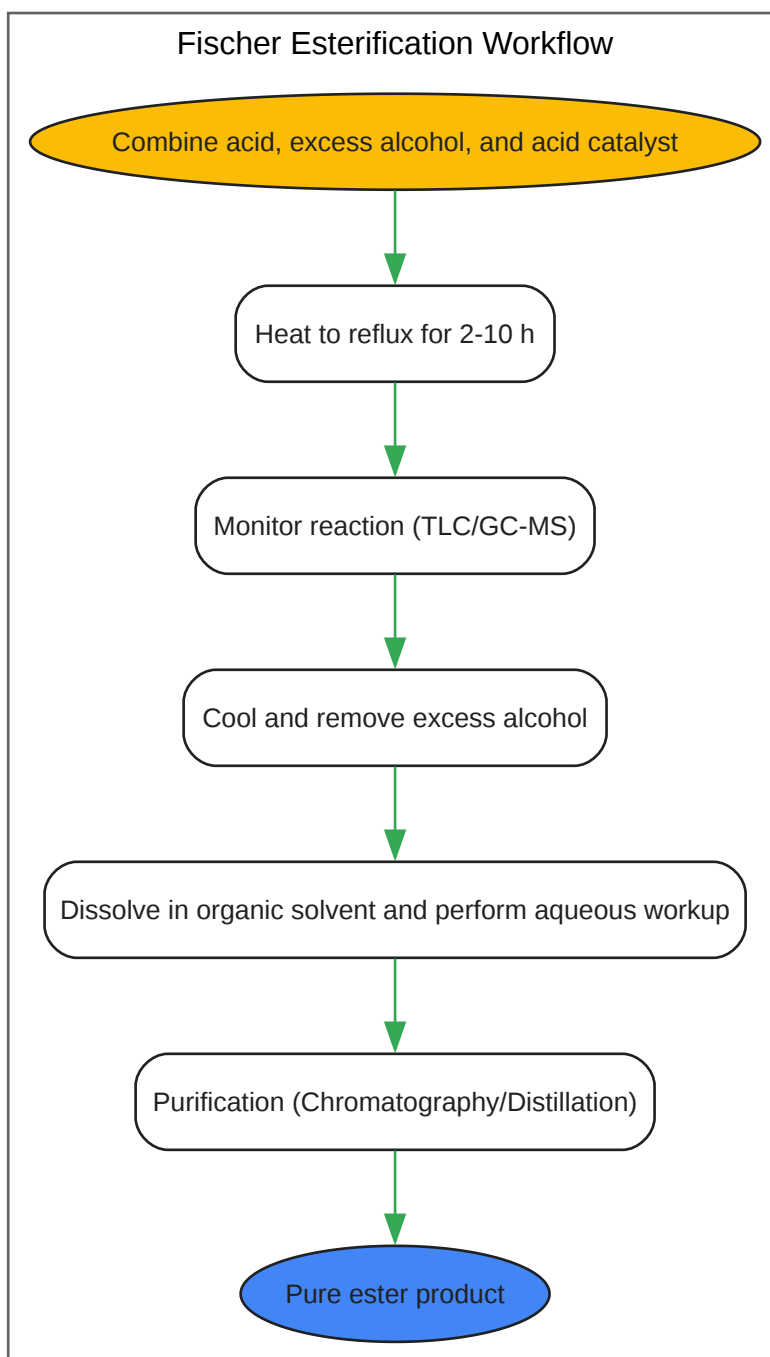 Fischer Esterification Workflow
Combine acid, excess alcohol, and acid catalyst
Heat to reflux for 2-10 h
Monitor reaction (TLC/GC-MS)
Cool and remove excess alcohol
Dissolve in organic solvent and perform aqueous workup
Purification (Chromatography/Distillation)
Pure ester product